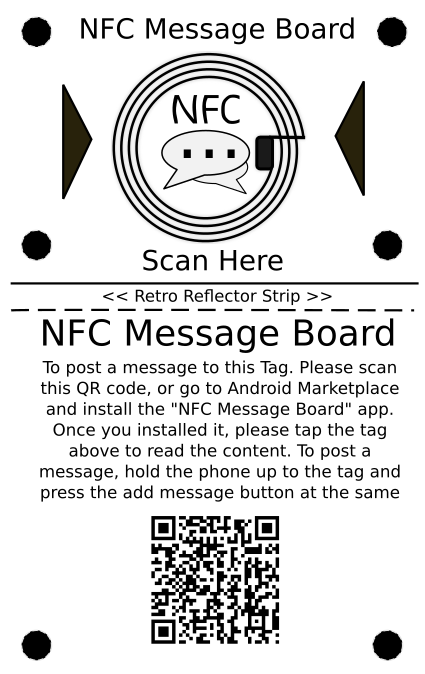 NFC Message Board
NFC
Scan Here
<< Retro Reflector Strip >>
NFC Message Board
To post a message to this Tag. Please scan
this QR code, or go to Android Marketplace
and install the "NFC Message Board" app.
Once you installed it, please tap the tag
above to read the content. To post a
message, hold the phone up to the tag and
press the add message button at the same